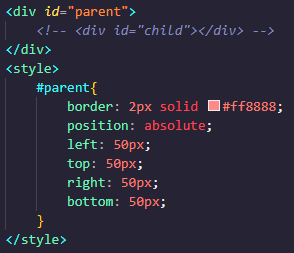 <div id="parent">
    <!-- <div id="child"></div> -->
</div>
<style>
    #parent{
        border: 2px solid #ff8888;
        position: absolute;
        left: 50px;
        top: 50px;
        right: 50px;
        bottom: 50px;
    }
</style>